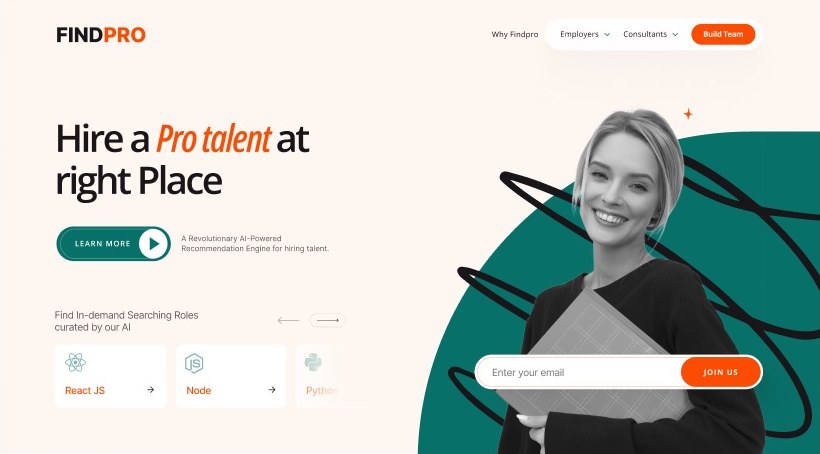 FINDPRO
Why Findpro
Employers
Consultants
Build Team
Hire a Pro talent at
right Place
LEARN MORE
A Revolutionary AI-Powered
Recommendation Engine for hiring talent.
Find In-demand Searching Roles
curated by our AI
React JS
JS
Node
Python
Enter your email
JOIN US